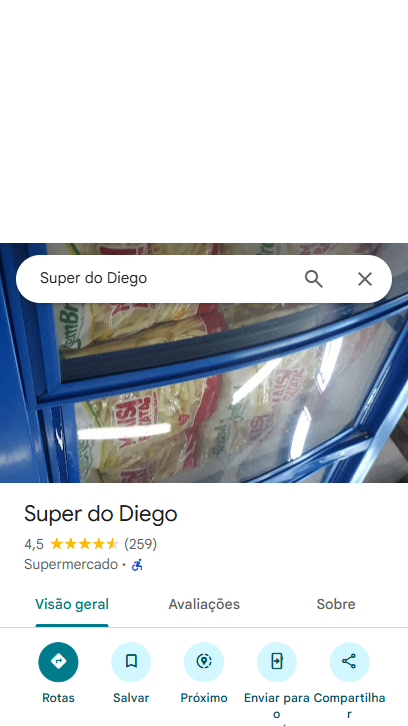 Super do Diego
Super do Diego
4,5 (259)
Supermercado ·
Visão geral
Avaliações
Sobre
Rotas
Salvar
Próximo
Enviar para
o
Compartilha
r